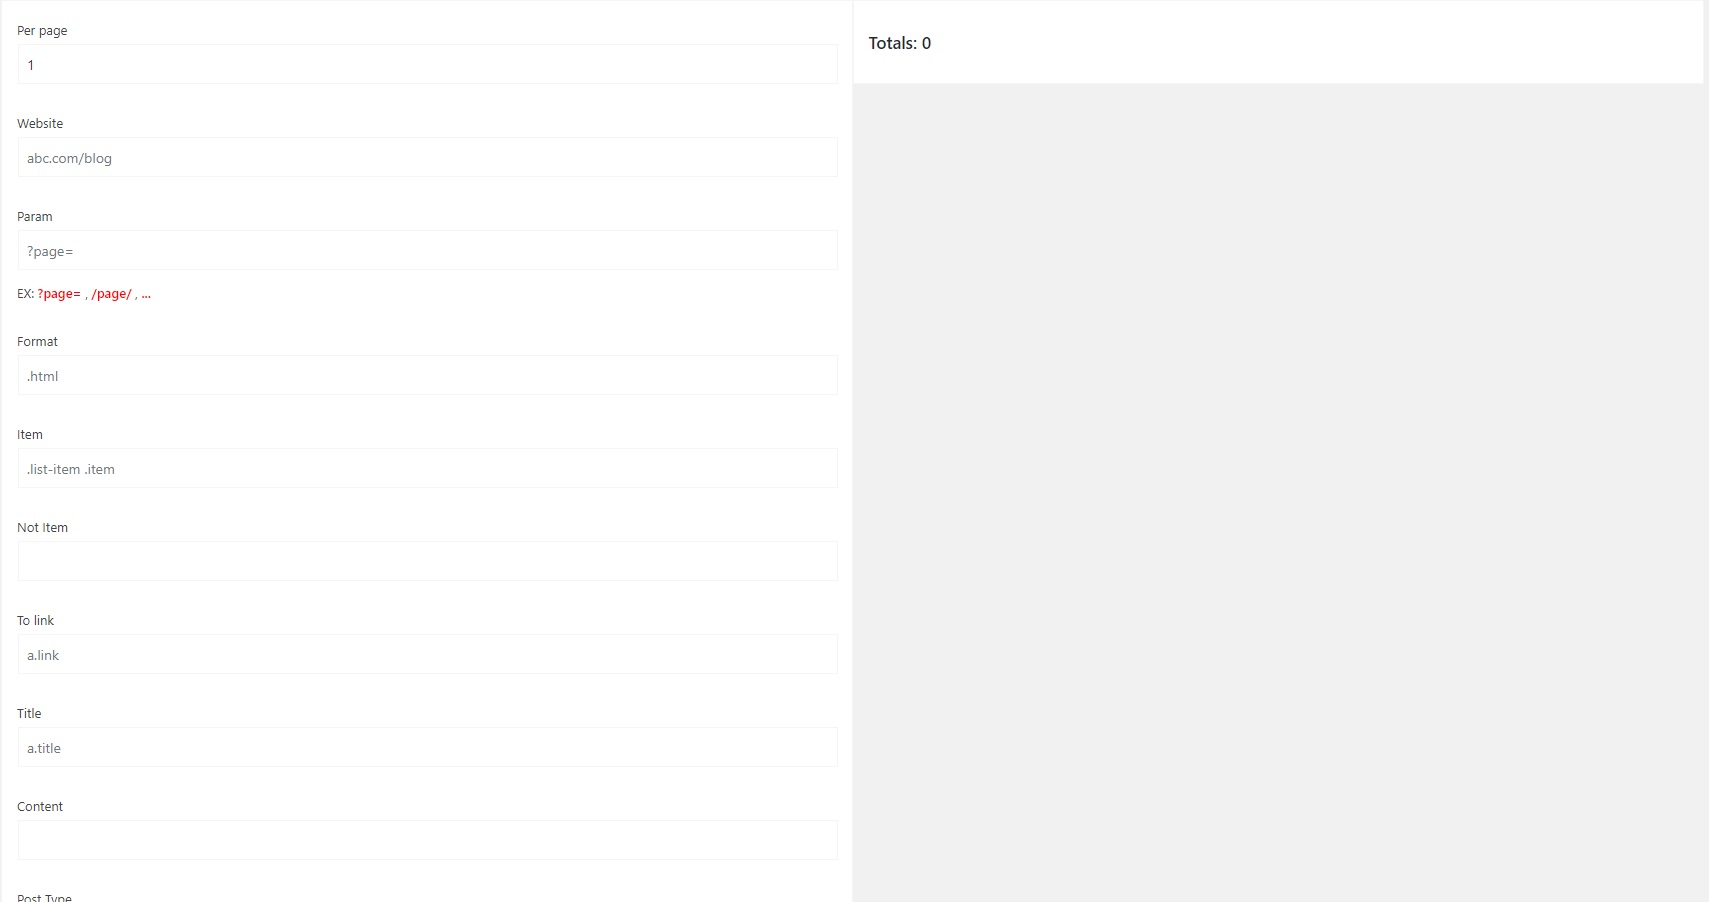 Per page
1
Website
abc.com/blog
Param
?page=
EX: ?page= , /page/ , ...
Format
.html
Item
.list-item .item
Not Item
To link
a.link
Title
a.title
Content
Post Type
Totals: 0